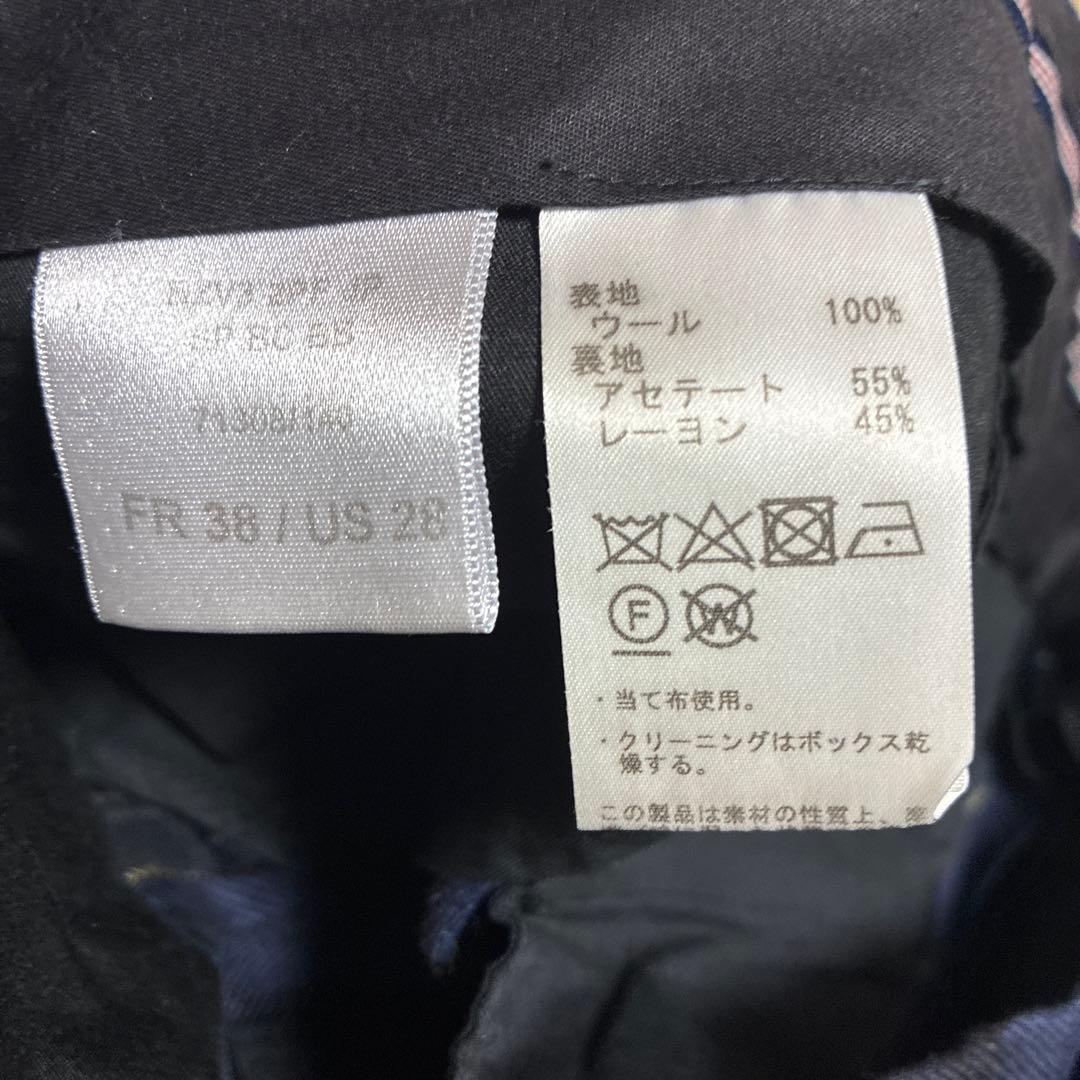 FR 38 / US 28
表地
ウール 100%
裏地
アセテート 55%
レーヨン 45%
F
W
・当て布使用。
・クリーニングはボックス乾
燥する。
この製品は素材の性質上、